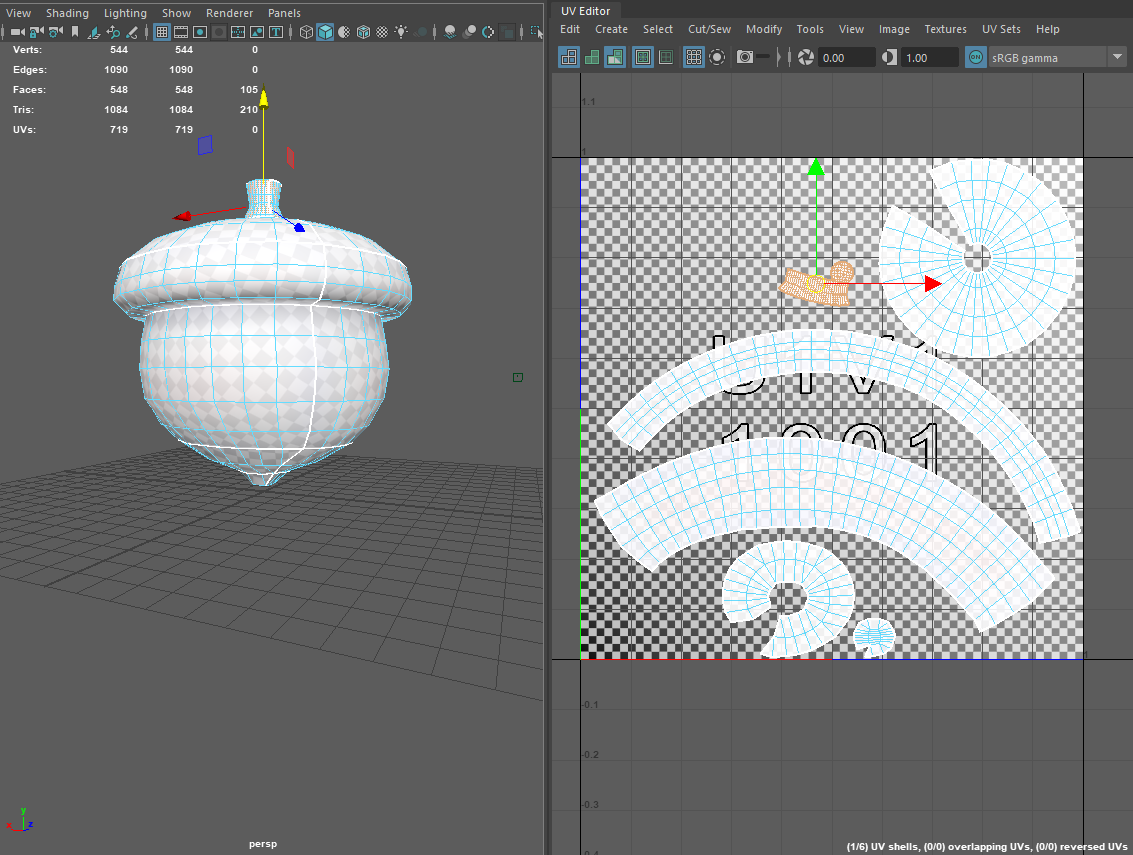 View Shading Lighting Show Renderer Panels
Verts: 544 544 0
Edges: 1090 1090 0
Faces: 548 548 105
Tris: 1084 1084 210
UVs: 719 719 0
y
x z
persp
UV Editor
Edit Create Select Cut/Sew Modify Tools View Image Textures UV Sets Help
0.00 1.00 ON sRGB gamma
1.1
1
1001
1
-0.1
-0.2
-0.3
(1/6) UV shells, (0/0) overlapping UVs, (0/0) reversed UVs